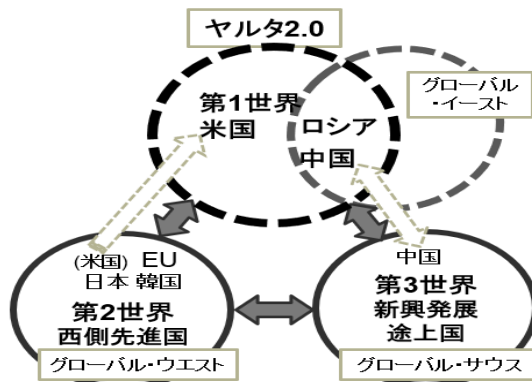 ヤルタ2.0
グローバル
・イースト
第1世界
米国
ロシア
中国
(米国) EU
日本 韓国
第2世界
西側先進国
グローバル・ウエスト
中国
第3世界
新興発展
途上国
グローバル・サウス